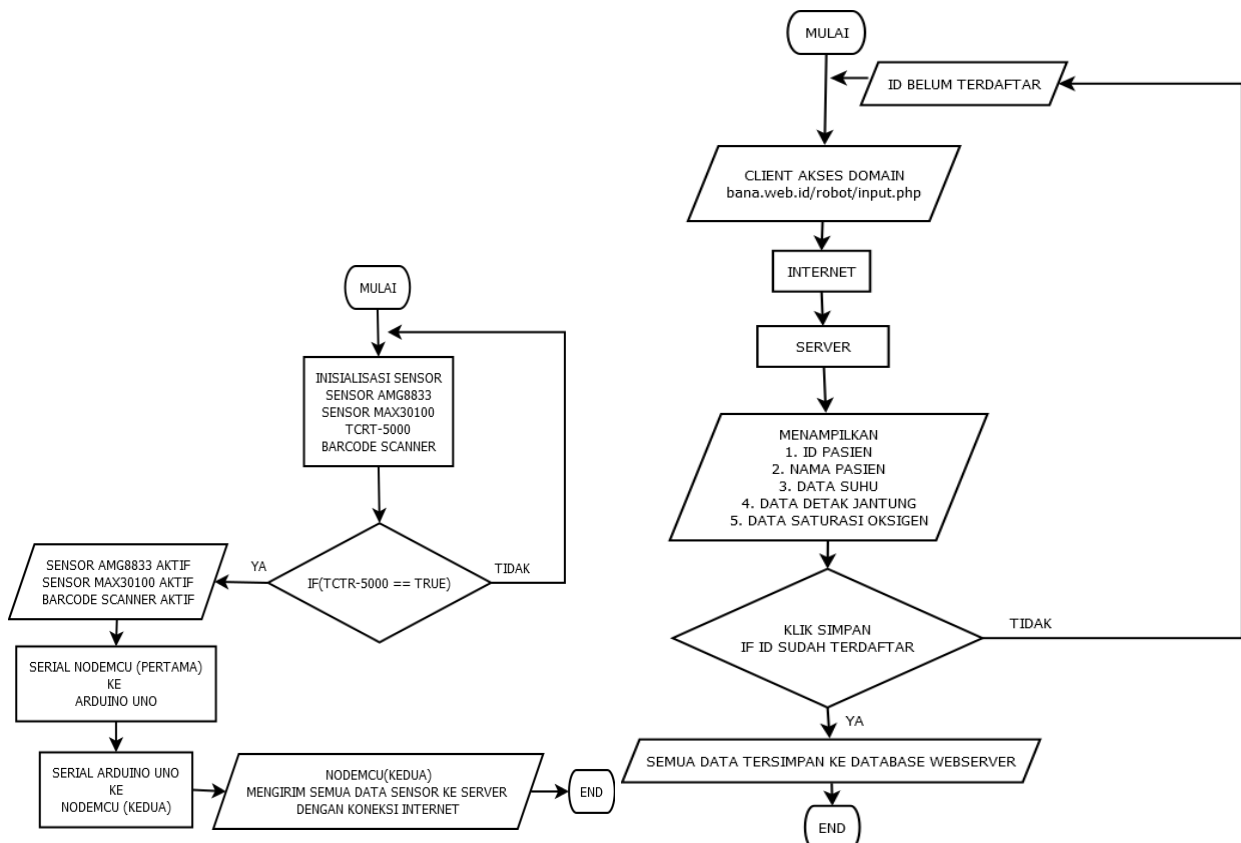 MULAI
INISIALISASI SENSOR
SENSOR AMG8833
SENSOR MAX30100
TCRT-5000
BARCODE SCANNER
IF(TCTR-5000 == TRUE)
YA
TIDAK
SENSOR AMG8833 AKTIF
SENSOR MAX30100 AKTIF
BARCODE SCANNER AKTIF
SERIAL NODEMCU (PERTAMA)
KE
ARDUINO UNO
SERIAL ARDUINO UNO
KE
NODEMCU (KEDUA)
NODEMCU(KEDUA)
MENGIRIM SEMUA DATA SENSOR KE SERVER
DENGAN KONEKSI INTERNET
END
MULAI
ID BELUM TERDAFTAR
CLIENT AKSES DOMAIN
bana.web.id/robot/input.php
INTERNET
SERVER
MENAMPILKAN
1. ID PASIEN
2. NAMA PASIEN
3. DATA SUHU
4. DATA DETAK JANTUNG
5. DATA SATURASI OKSIGEN
KLIK SIMPAN
IF ID SUDAH TERDAFTAR
TIDAK
YA
SEMUA DATA TERSIMPAN KE DATABASE WEBSERVER
END